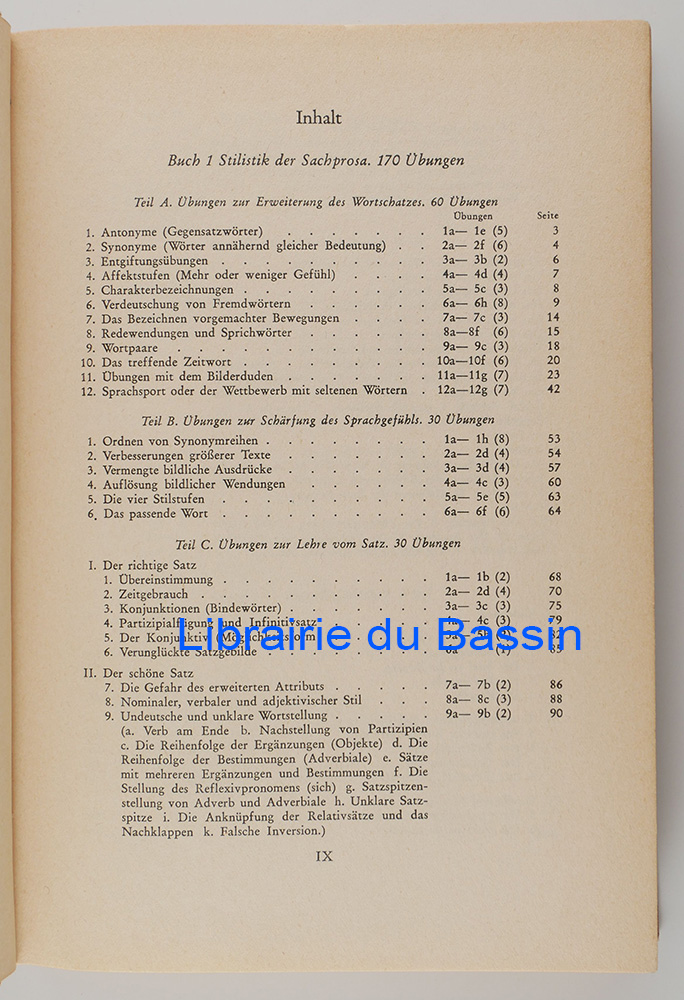 Inhalt
Buch 1 Stilistik der Sachprosa. 170 Übungen
Teil A. Übungen zur Erweiterung des Wortschatzes. 60 Übungen
Übungen Seite
1. Antonyme (Gegensatzwörter) . . . . . . . 1a— 1e (5) 3
2. Synonyme (Wörter annähernd gleicher Bedeutung) . . 2a— 2f (6) 4
3. Entgiftungsübungen . . . . . . . . . . 3a— 3b (2) 6
4. Affektstufen (Mehr oder weniger Gefühl) . . . . 4a— 4d (4) 7
5. Charakterbezeichnungen . . . . . . . . . 5a— 5c (3) 8
6. Verdeutschung von Fremdwörtern . . . . . . 6a— 6h (8) 9
7. Das Bezeichnen vorgemachter Bewegungen . . . . 7a— 7c (3) 14
8. Redewendungen und Sprichwörter . . . . . . 8a—8f (6) 15
9. Wortpaare . . . . . . . . . . . . 9a— 9c (3) 18
10. Das treffende Zeitwort . . . . . . . . . 10a—10f (6) 20
11. Übungen mit dem Bilderduden . . . . . . . 11a—11g (7) 23
12. Sprachsport oder der Wettbewerb mit seltenen Wörtern . 12a—12g (7) 42
Teil B. Übungen zur Schärfung des Sprachgefühls. 30 Übungen
1. Ordnen von Synonymreihen . . . . . . . . 1a— 1h (8) 53
2. Verbesserungen größerer Texte . . . . . . . 2a— 2d (4) 54
3. Vermengte bildliche Ausdrücke . . . . . . . 3a— 3d (4) 57
4. Auflösung bildlicher Wendungen . . . . . . 4a— 4c (3) 60
5. Die vier Stilstufen . . . . . . . . . . 5a— 5e (5) 63
6. Das passende Wort . . . . . . . . . . 6a— 6f (6) 64
Teil C. Übungen zur Lehre vom Satz. 30 Übungen
I. Der richtige Satz
1. Übereinstimmung . . . . . . . . . . 1a— 1b (2) 68
2. Zeitgebrauch . . . . . . . . . . . 2a— 2d (4) 70
3. Konjunktionen (Bindewörter) . . . . . . . 3a— 3c (3) 75
4. Partizipialfügung und Infinitivsatz . . . . . 4c (3) 79
5. Der Konjunktiv
6. Verunglückte Satzgebilde
Librairie du Bassin
II. Der schöne Satz
7. Die Gefahr des erweiterten Attributs . . . . . 7a— 7b (2) 86
8. Nominaler, verbaler und adjektivischer Stil . . . 8a— 8c (3) 88
9. Undeutsche und unklare Wortstellung . . . . . 9a— 9b (2) 90
(a. Verb am Ende b. Nachstellung von Partizipien
c. Die Reihenfolge der Ergänzungen (Objekte) d. Die
Reihenfolge der Bestimmungen (Adverbiale) e. Sätze
mit mehreren Ergänzungen und Bestimmungen f. Die
Stellung des Reflexivpronomens (sich) g. Satzspitzen-
stellung von Adverb und Adverbiale h. Unklare Satz-
spitze i. Die Anknüpfung der Relativsätze und das
Nachklappen k. Falsche Inversion.)
IX